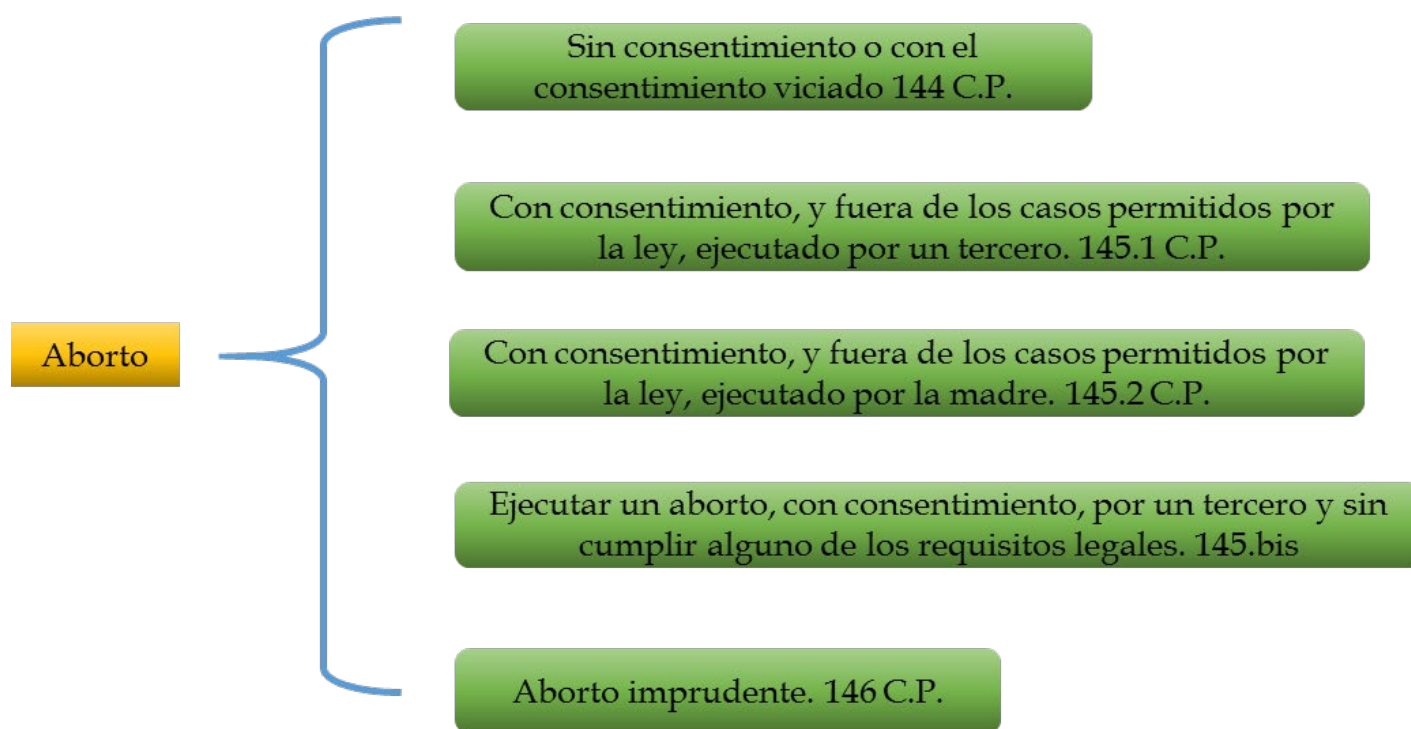 Sin consentimiento o con el
consentimiento viciado 144 C.P.
Con consentimiento, y fuera de los casos permitidos por
la ley, ejecutado por un tercero. 145.1 C.P.
Aborto
Con consentimiento, y fuera de los casos permitidos por
la ley, ejecutado por la madre. 145.2 C.P.
Ejecutar un aborto, con consentimiento, por un tercero y sin
cumplir alguno de los requisitos legales. 145.bis
Aborto imprudente. 146 C.P.